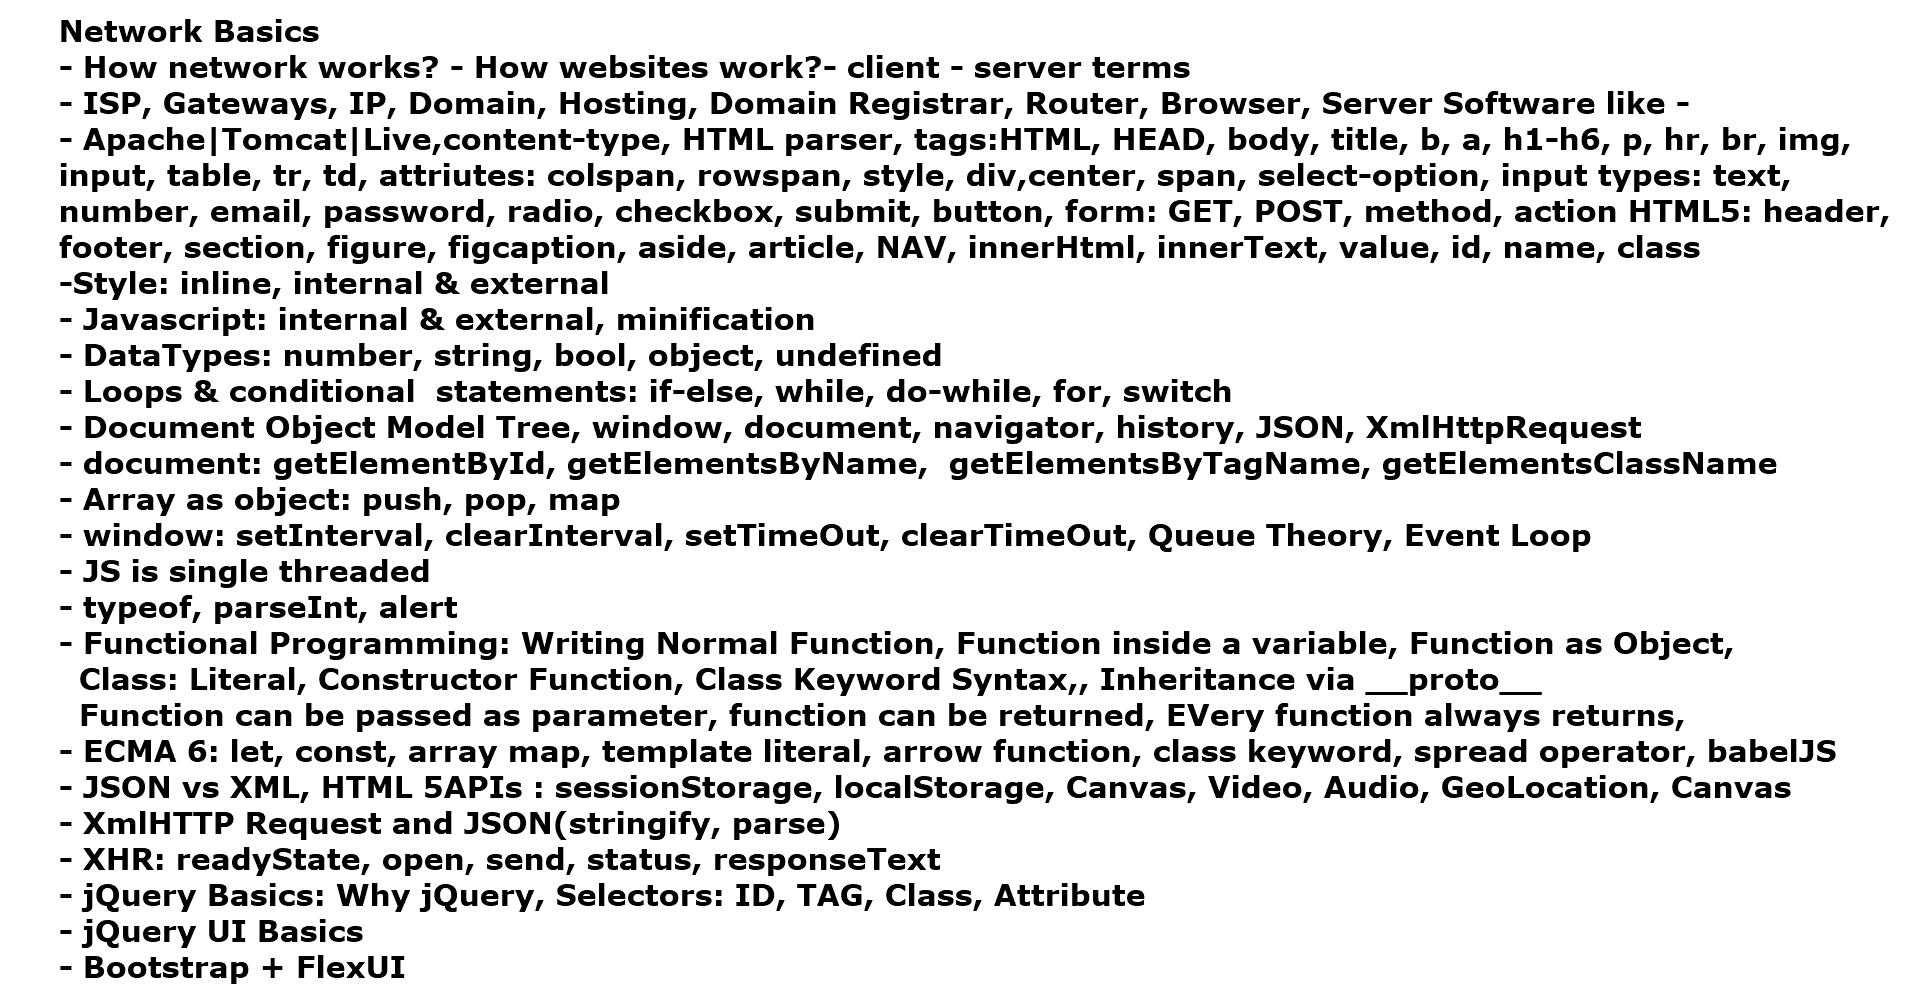 Network Basics
- How network works? - How websites work?- client - server terms
- ISP, Gateways, IP, Domain, Hosting, Domain Registrar, Router, Browser, Server Software like -
- Apache|Tomcat|Live,content-type, HTML parser, tags:HTML, HEAD, body, title, b, a, h1-h6, p, hr, br, img,
input, table, tr, td, attriutes: colspan, rowspan, style, div,center, span, select-option, input types: text,
number, email, password, radio, checkbox, submit, button, form: GET, POST, method, action HTML5: header,
footer, section, figure, figcaption, aside, article, NAV, innerHtml, innerText, value, id, name, class
-Style: inline, internal & external
- Javascript: internal & external, minification
- DataTypes: number, string, bool, object, undefined
- Loops & conditional  statements: if-else, while, do-while, for, switch
- Document Object Model Tree, window, document, navigator, history, JSON, XmlHttpRequest
- document: getElementById, getElementsByName,  getElementsByTagName, getElementsClassName
- Array as object: push, pop, map
- window: setInterval, clearInterval, setTimeOut, clearTimeOut, Queue Theory, Event Loop
- JS is single threaded
- typeof, parseInt, alert
- Functional Programming: Writing Normal Function, Function inside a variable, Function as Object,
Class: Literal, Constructor Function, Class Keyword Syntax,, Inheritance via __proto__
Function can be passed as parameter, function can be returned, EVery function always returns,
- ECMA 6: let, const, array map, template literal, arrow function, class keyword, spread operator, babelJS
- JSON vs XML, HTML 5APIs : sessionStorage, localStorage, Canvas, Video, Audio, GeoLocation, Canvas
- XmlHTTP Request and JSON(stringify, parse)
- XHR: readyState, open, send, status, responseText
- jQuery Basics: Why jQuery, Selectors: ID, TAG, Class, Attribute
- jQuery UI Basics
- Bootstrap + FlexUI